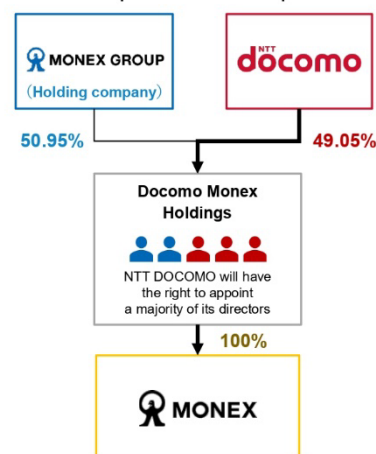 MONEX GROUP
(Holding company)
NTT
döcomo
50.95%
49.05%
Docomo Monex
Holdings
NTT DOCOMO will have
the right to appoint
a majority of its directors
100%
MONEX